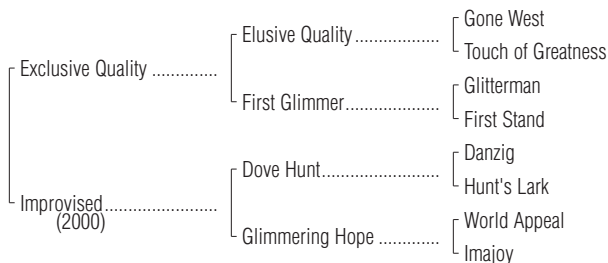 Gone West
Elusive Quality ..................
Touch of Greatness
Exclusive Quality .............
Glitterman
First Glimmer....................
First Stand
Danzig
Dove Hunt.........................
Hunt's Lark
Improvised........................
(2000)
World Appeal
Glimmering Hope .............
Imajoy